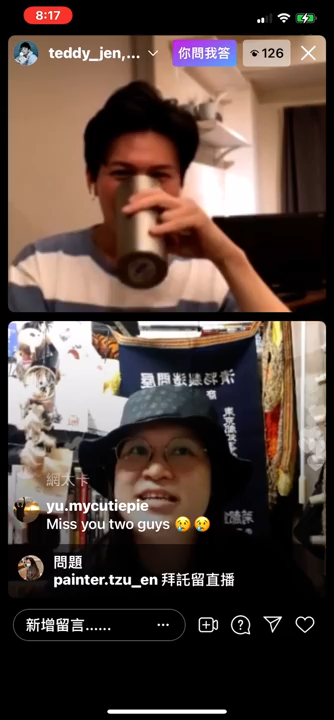 8:17
teddy_jen,...
你問我答
126
網太卡
yu.mycutiepie
Miss you two guys 😢😢
問題
painter.tzu_en 拜託留直播
新增留言......